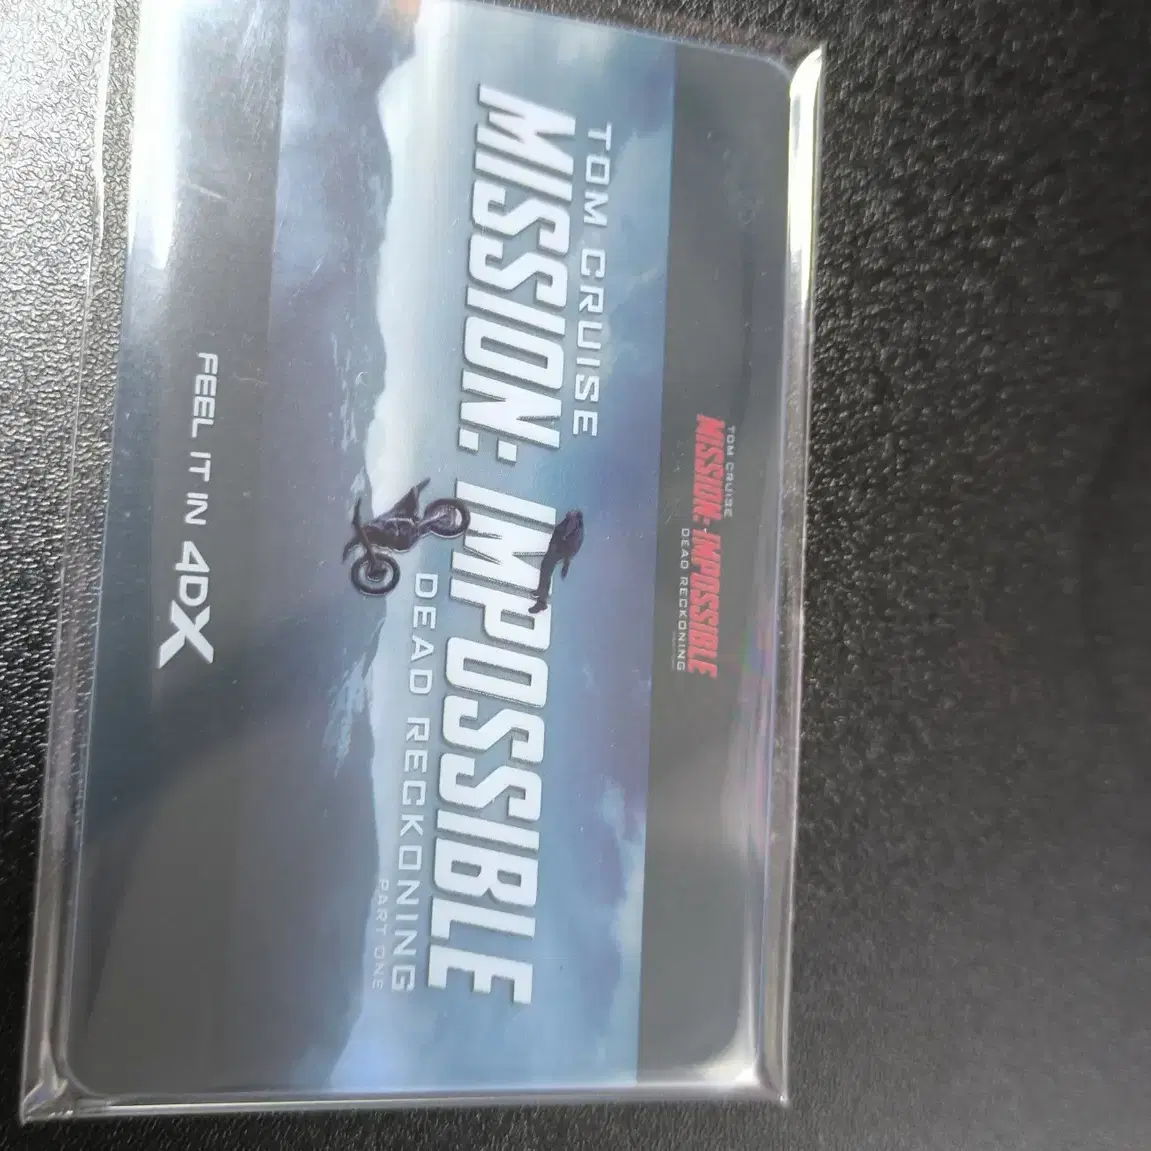 TOM CRUISE
MISSION: IMPOSSIBLE
DEAD RECKONING
TOM CRUISE
MISSION: IMPOSSIBLE
DEAD RECKONING
PART ONE
FEEL IT IN 4DX